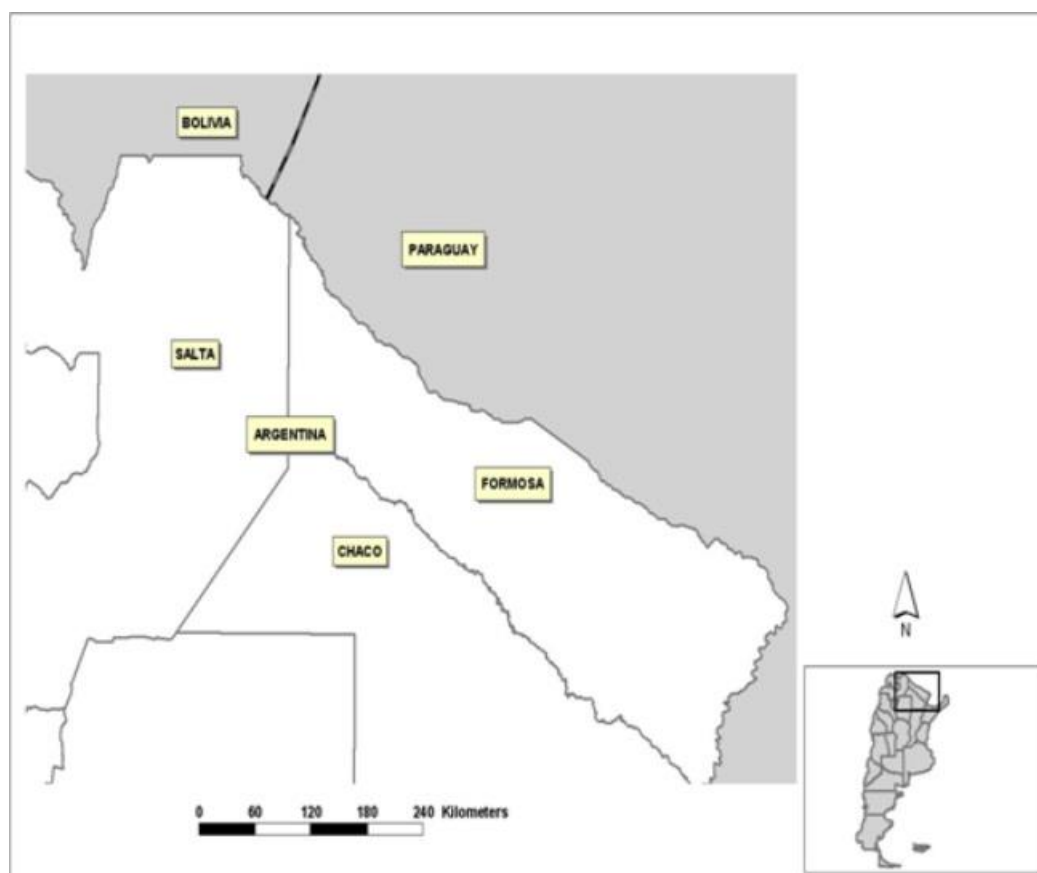 BOLIVIA
PARAGUAY
SALTA
ARGENTINA
FORMOSA
CHACO
N
0 60 120 180 240 Kilometers